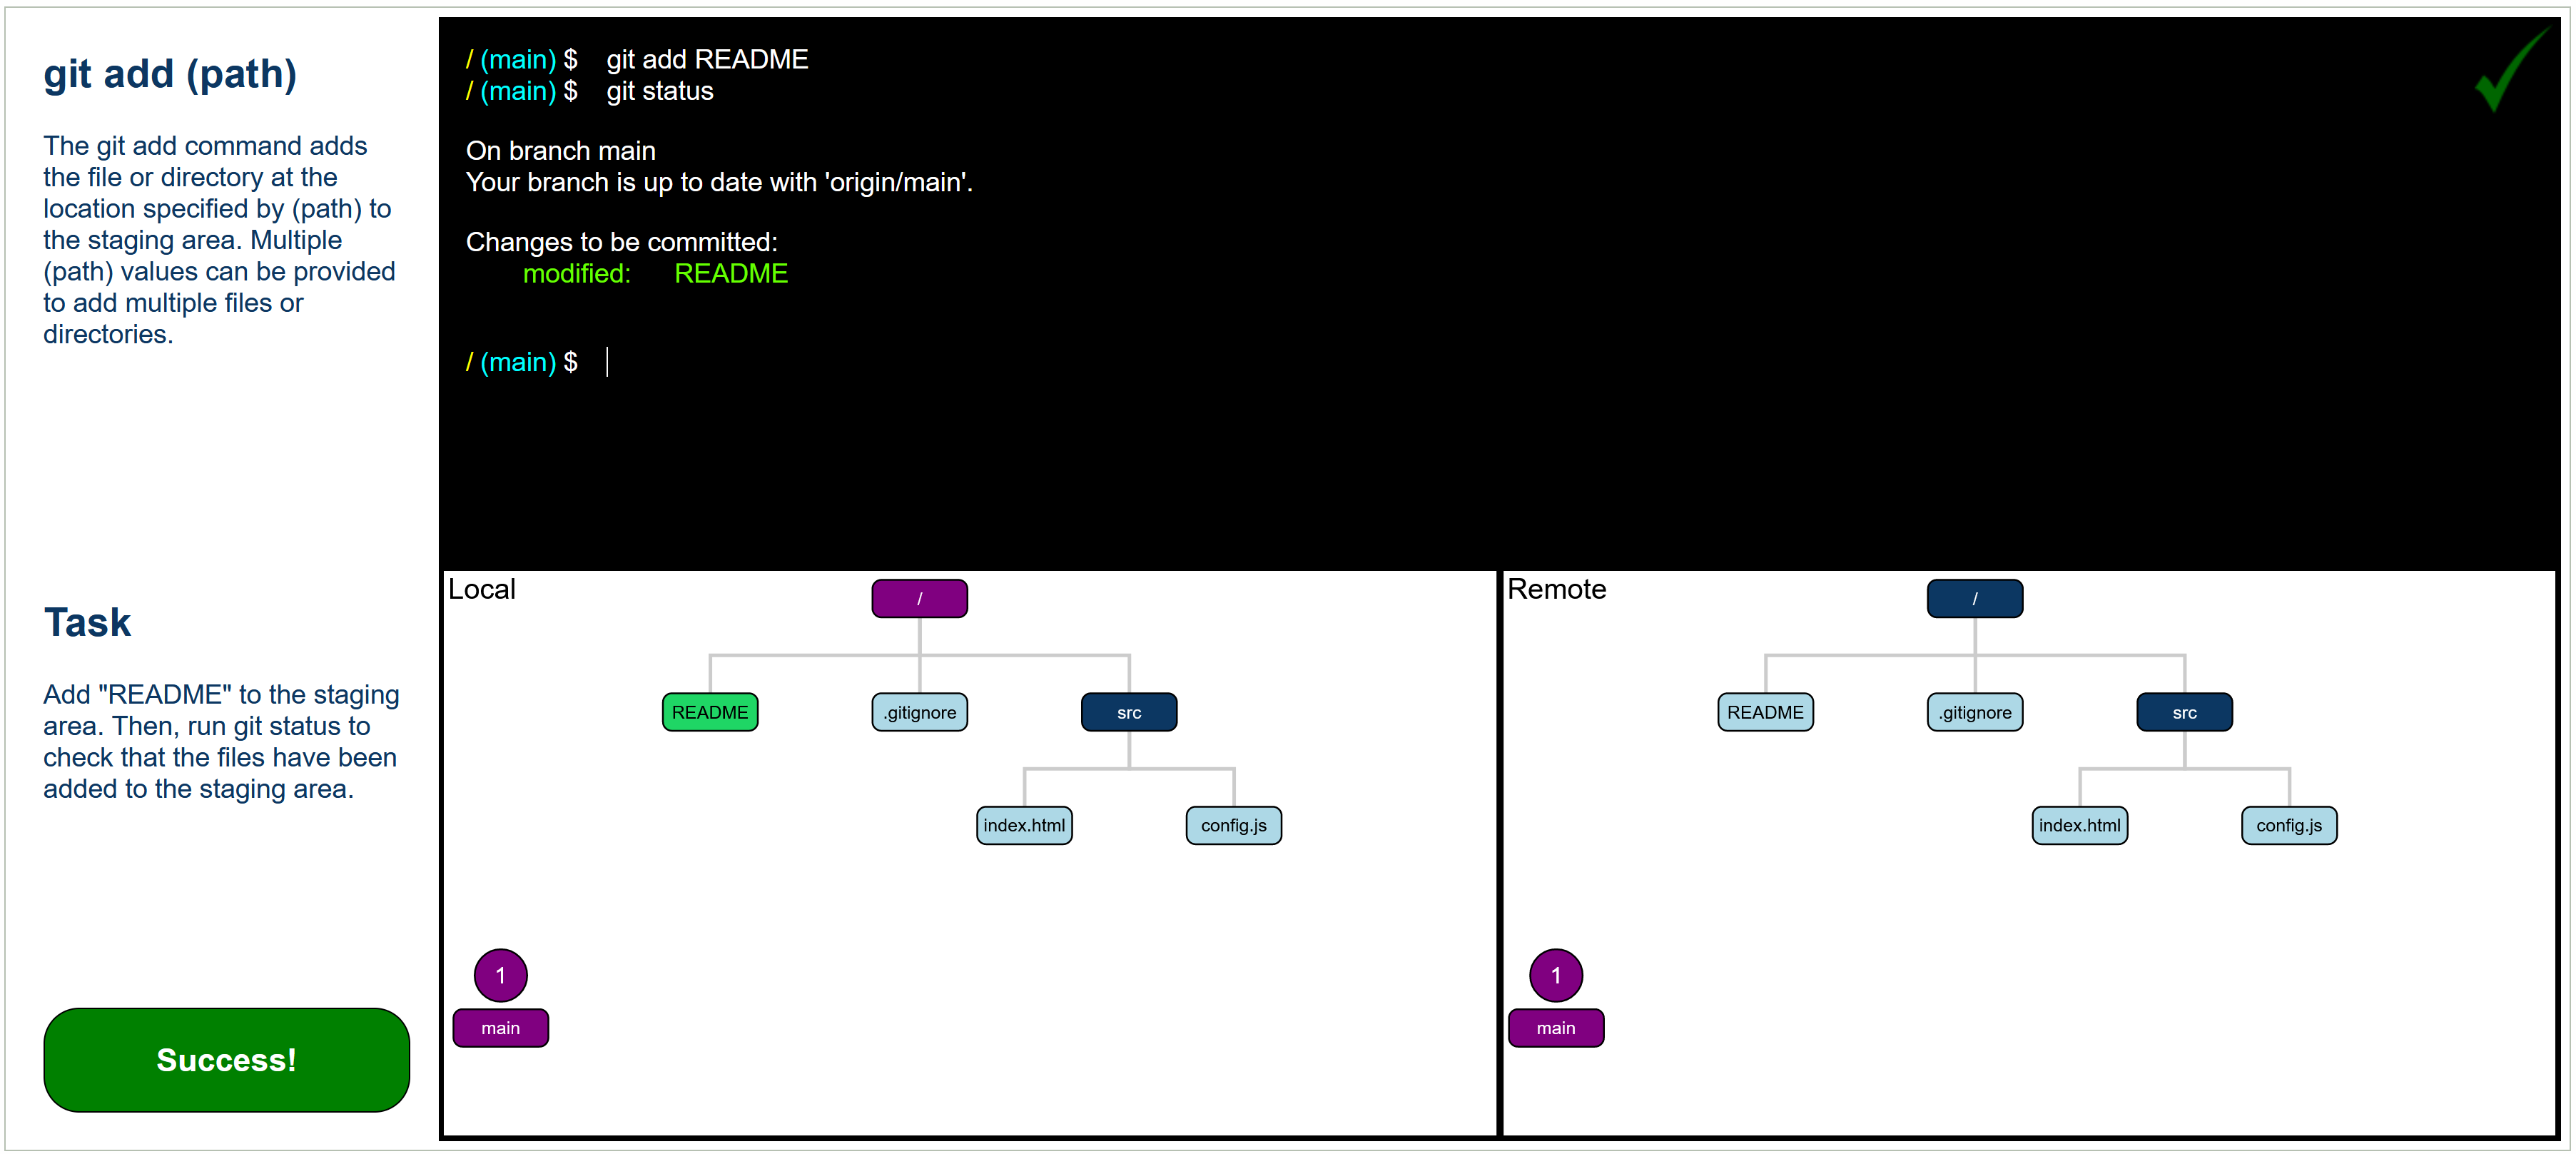 git add (path)
The git add command adds
the file or directory at the
location specified by (path) to
the staging area. Multiple
(path) values can be provided
to add multiple files or
directories.
Task
Add "README" to the staging
area. Then, run git status to
check that the files have been
added to the staging area.
Success!
/ (main) $ git add README
/ (main) $ git status
On branch main
Your branch is up to date with 'origin/main'.
Changes to be committed:
modified: README
/ (main) $
Local
/
README .gitignore src
index.html config.js
1
main
Remote
/
README .gitignore src
index.html config.js
1
main